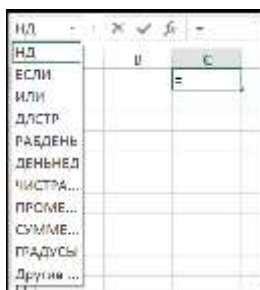 НД × ✓ fx =
B C
НД
ЕСЛИ
=
ИЛИ
ДЛСТР
РАБДЕНЬ
ДЕНЬНЕД
ЧИСТРА...
ПРОМЕ...
СУММЕ...
ГРАДУСЫ
Другие ...